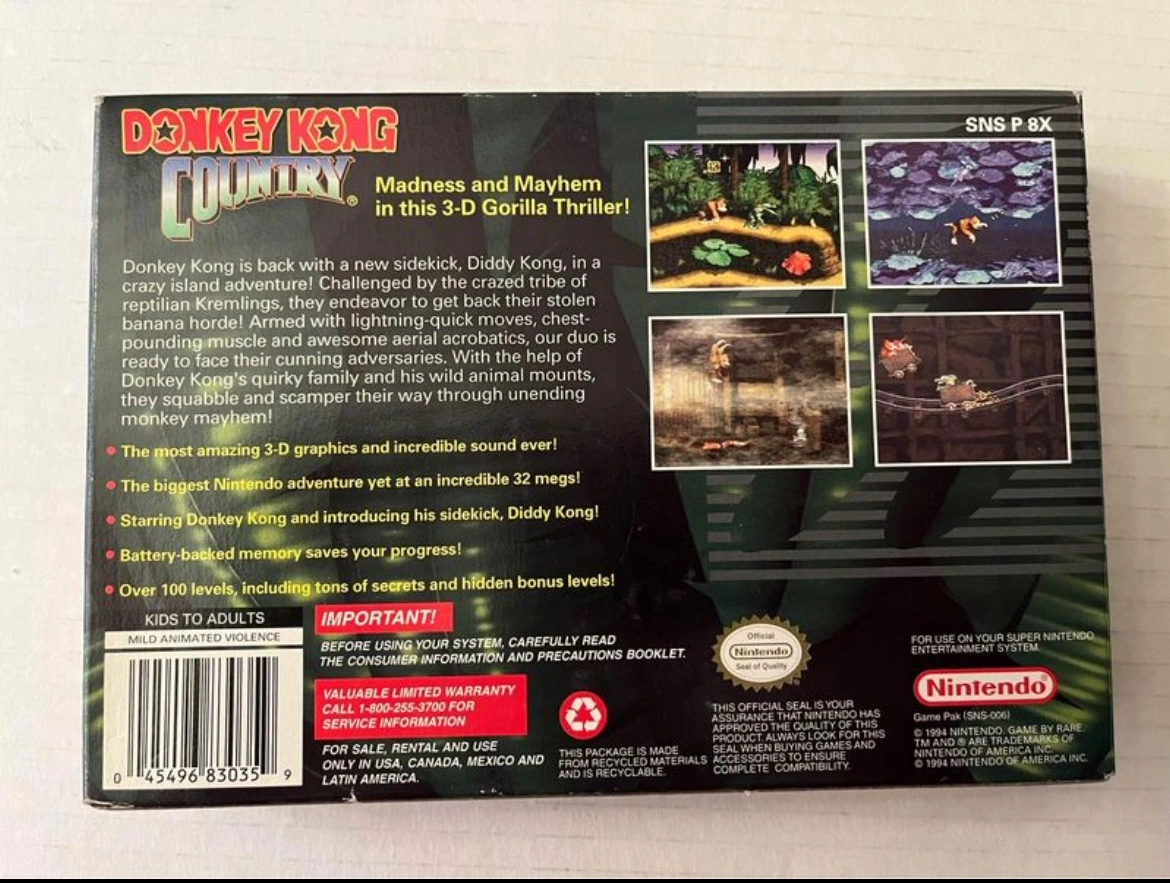 DONKEY KONG
COUNTRY®
SNS P 8X
Madness and Mayhem
in this 3-D Gorilla Thriller!
Donkey Kong is back with a new sidekick, Diddy Kong, in a
crazy island adventure! Challenged by the crazed tribe of
reptilian Kremlings, they endeavor to get back their stolen
banana horde! Armed with lightning-quick moves, chest-
pounding muscle and awesome aerial acrobatics, our duo is
ready to face their cunning adversaries. With the help of
Donkey Kong's quirky family and his wild animal mounts,
they squabble and scamper their way through unending
monkey mayhem!
• The most amazing 3-D graphics and incredible sound ever!
• The biggest Nintendo adventure yet at an incredible 32 megs!
• Starring Donkey Kong and introducing his sidekick, Diddy Kong!
• Battery-backed memory saves your progress!
• Over 100 levels, including tons of secrets and hidden bonus levels!
KIDS TO ADULTS
MILD ANIMATED VIOLENCE
0 45496 83035 9
IMPORTANT!
BEFORE USING YOUR SYSTEM, CAREFULLY READ
THE CONSUMER INFORMATION AND PRECAUTIONS BOOKLET.
VALUABLE LIMITED WARRANTY
CALL 1-800-255-3700 FOR
SERVICE INFORMATION
FOR SALE, RENTAL AND USE
ONLY IN USA, CANADA, MEXICO AND
LATIN AMERICA.
THIS PACKAGE IS MADE
FROM RECYCLED MATERIALS
AND IS RECYCLABLE.
Official
Nintendo
Seal of Quality
THIS OFFICIAL SEAL IS YOUR
ASSURANCE THAT NINTENDO HAS
APPROVED THE QUALITY OF THIS
PRODUCT. ALWAYS LOOK FOR THIS
SEAL WHEN BUYING GAMES AND
ACCESSORIES TO ENSURE
COMPLETE COMPATIBILITY.
FOR USE ON YOUR SUPER NINTENDO
ENTERTAINMENT SYSTEM
Nintendo®
Game Pak (SNS-006)
© 1994 NINTENDO. GAME BY RARE.
TM AND ® ARE TRADEMARKS OF
NINTENDO OF AMERICA INC.
© 1994 NINTENDO OF AMERICA INC.